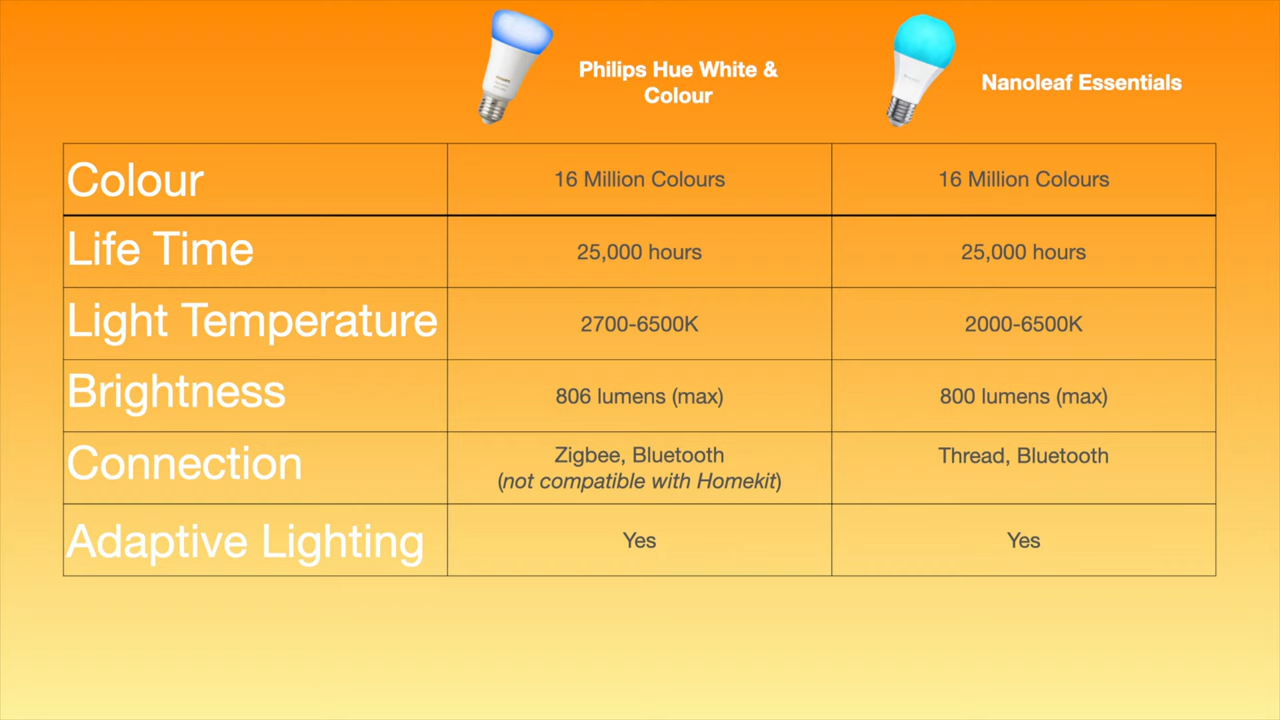 Philips Hue White &
Colour
Nanoleaf Essentials
Colour
16 Million Colours
16 Million Colours
Life Time
25,000 hours
25,000 hours
Light Temperature
2700-6500K
2000-6500K
Brightness
806 lumens (max)
800 lumens (max)
Connection
Zigbee, Bluetooth
(not compatible with Homekit)
Thread, Bluetooth
Adaptive Lighting
Yes
Yes